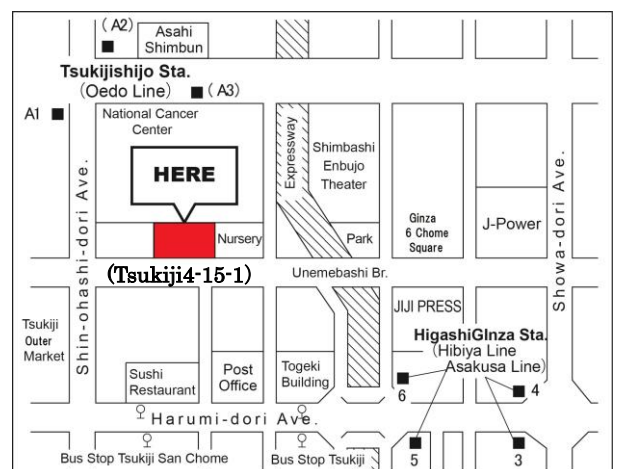 (A2)
Asahi
Shimbun
Tsukijishijo Sta.
(Oedo Line)
(A3)
A1
National Cancer
Center
HERE
Nursery
(Tsukiji4-15-1)
Shin-ohashi-dori Ave.
Expressway
Shimbashi
Enbujo
Theater
Park
Unemebashi Br.
Ginza
6 Chome
Square
J-Power
Showa-dori Ave.
JIJI PRESS
HigashiGInza Sta.
(Hibiya Line
Asakusa Line)
6
4
Tsukiji
Outer
Market
Sushi
Restaurant
Post
Office
Togeki
Building
Harumi-dori Ave.
Bus Stop Tsukiji San Chome
Bus Stop Tsukiji
5
3